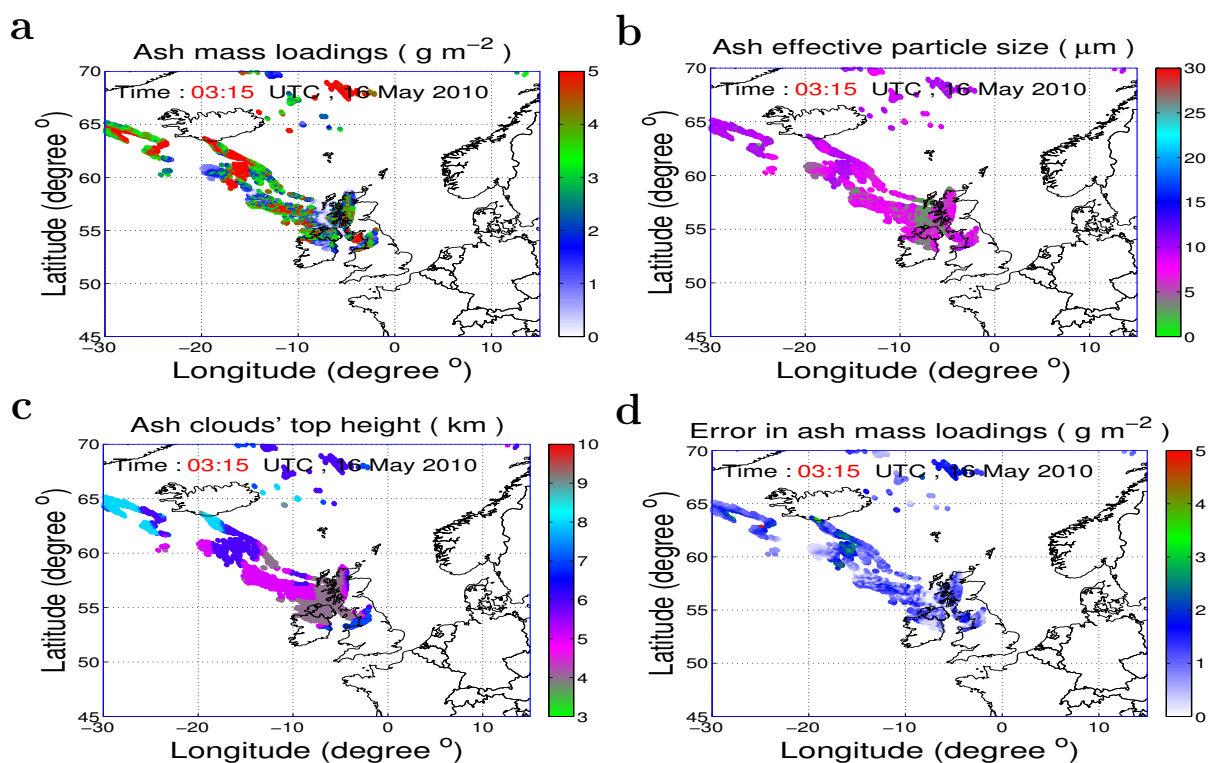 a
Ash mass loadings ( g m⁻² )
Time : 03:15 UTC , 16 May 2010
Latitude (degree °)
70
65
60
55
50
45
−30 −20 −10 0 10
Longitude (degree °)
5
4
3
2
1
0
b
Ash effective particle size ( μm )
Time : 03:15 UTC , 16 May 2010
Latitude (degree °)
70
65
60
55
50
45
−30 −20 −10 0 10
Longitude (degree °)
30
25
20
15
10
5
0
c
Ash clouds' top height ( km )
Time : 03:15 UTC , 16 May 2010
Latitude (degree °)
70
65
60
55
50
45
−30 −20 −10 0 10
Longitude (degree °)
10
9
8
7
6
5
4
3
d
Error in ash mass loadings ( g m⁻² )
Time : 03:15 UTC , 16 May 2010
Latitude (degree °)
70
65
60
55
50
45
−30 −20 −10 0 10
Longitude (degree °)
5
4
3
2
1
0